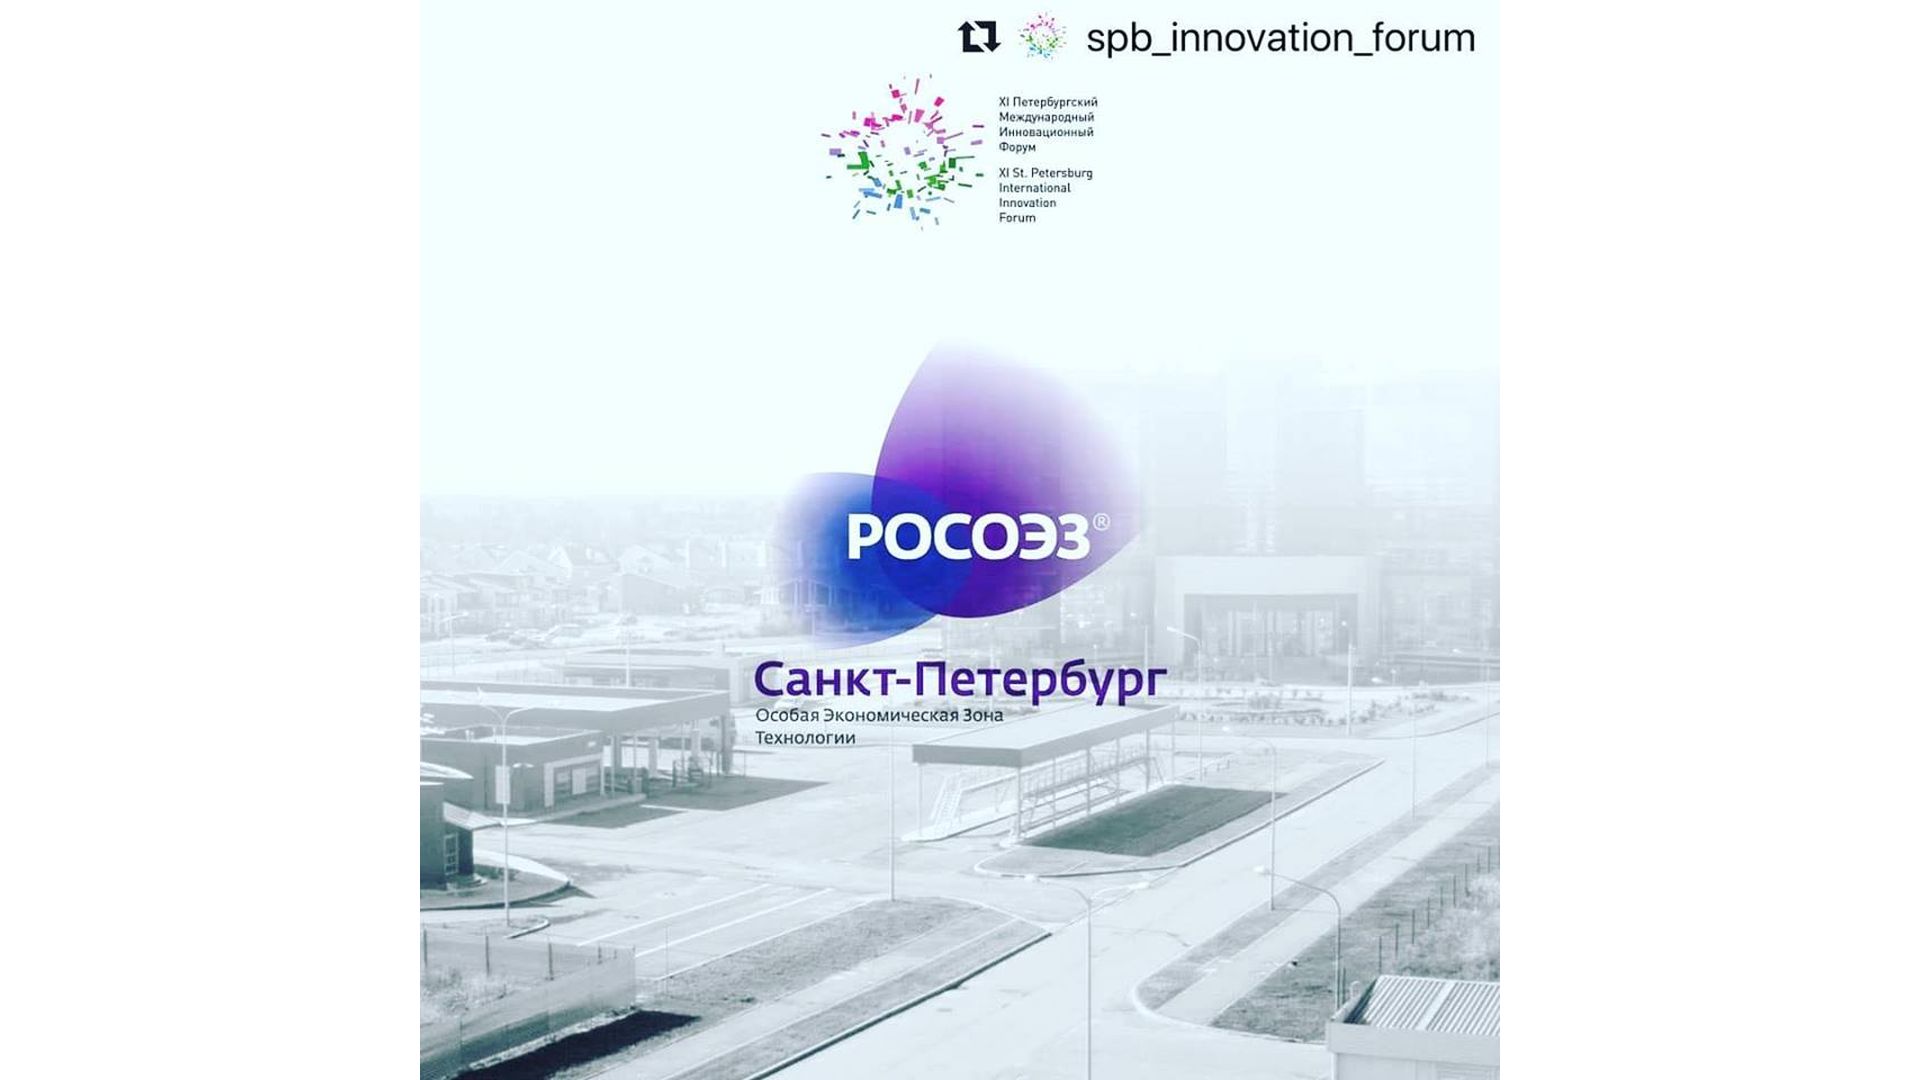 spb_innovation_forum
XI Петербургский
Международный
Инновационный
Форум
XI St. Petersburg
International
Innovation
Forum
РОСОЭЗ®
Санкт-Петербург
Особая Экономическая Зона
Технологии